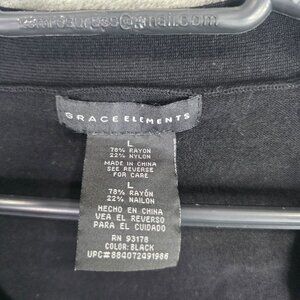 GRACE ELEMENTS
L
78% RAYON
22% NYLON
MADE IN CHINA
SEE REVERSE
FOR CARE
L
78% RAYÓN
22% NAILON
HECHO EN CHINA
VEA EL REVERSO
PARA EL CUIDADO
RN 93178
COLOR: BLACK
UPC#884072491986